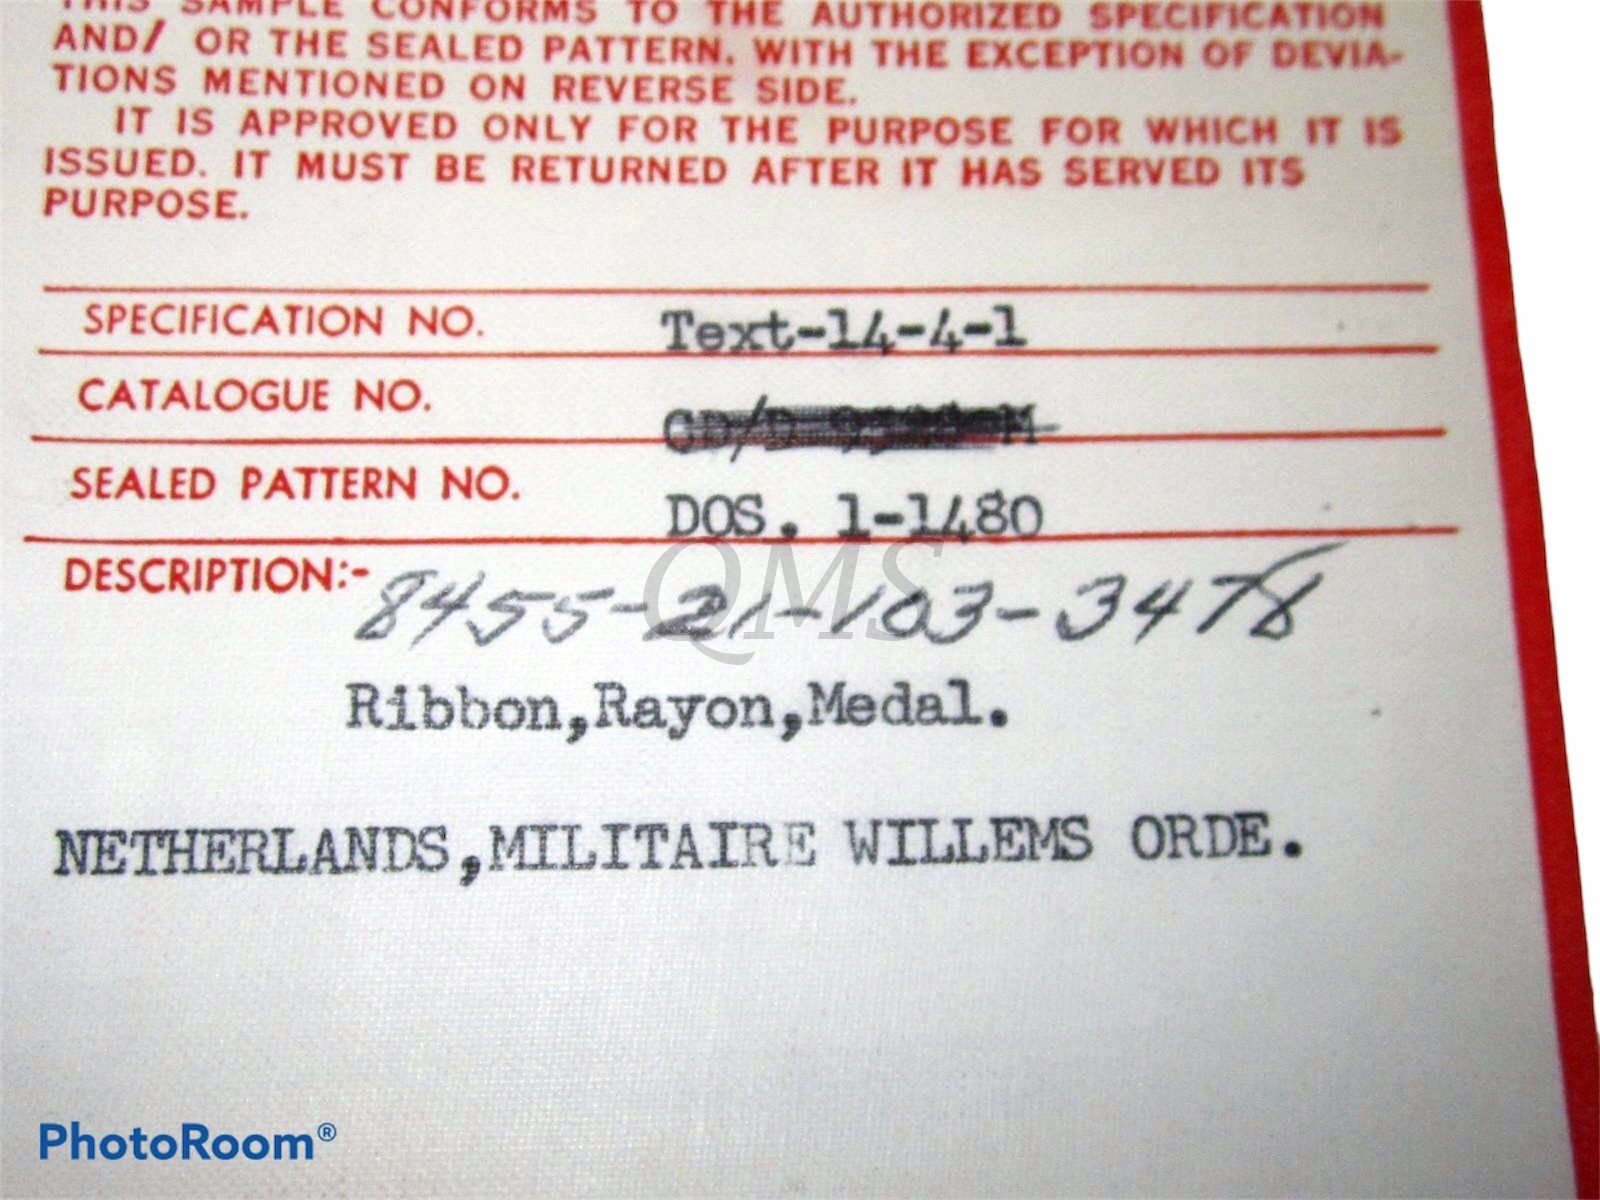 THIS SAMPLE CONFORMS TO THE AUTHORIZED SPECIFICATION
AND/ OR THE SEALED PATTERN. WITH THE EXCEPTION OF DEVIA-
TIONS MENTIONED ON REVERSE SIDE.
IT IS APPROVED ONLY FOR THE PURPOSE FOR WHICH IT IS
ISSUED. IT MUST BE RETURNED AFTER IT HAS SERVED ITS
PURPOSE.
SPECIFICATION NO. Text-14-4-1
CATALOGUE NO.
SEALED PATTERN NO. DOS. 1-1480
DESCRIPTION:- 8455-21-103-3478
QMS
Ribbon,Rayon,Medal.
NETHERLANDS,MILITAIRE WILLEMS ORDE.
PhotoRoom®